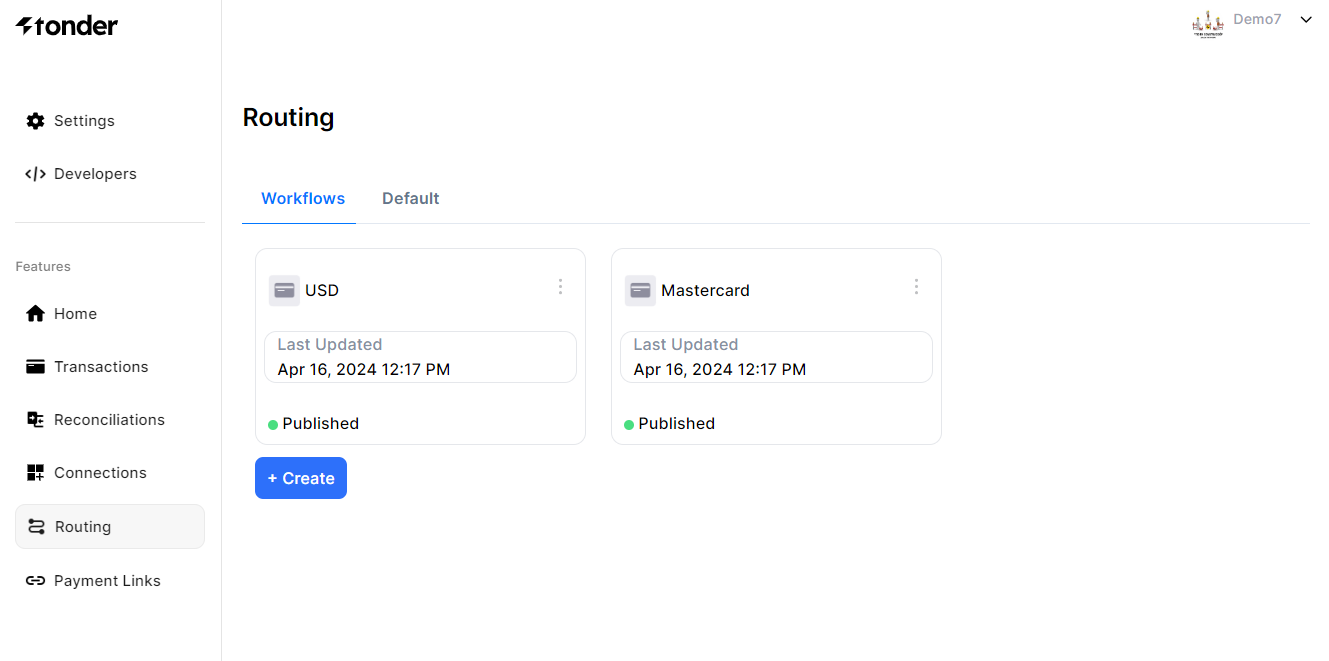 tonder
Demo7
Settings
Developers
Features
Home
Transactions
Reconciliations
Connections
Routing
Payment Links
Routing
Workflows
Default
USD
Last Updated
Apr 16, 2024 12:17 PM
Published
Mastercard
Last Updated
Apr 16, 2024 12:17 PM
Published
+ Create